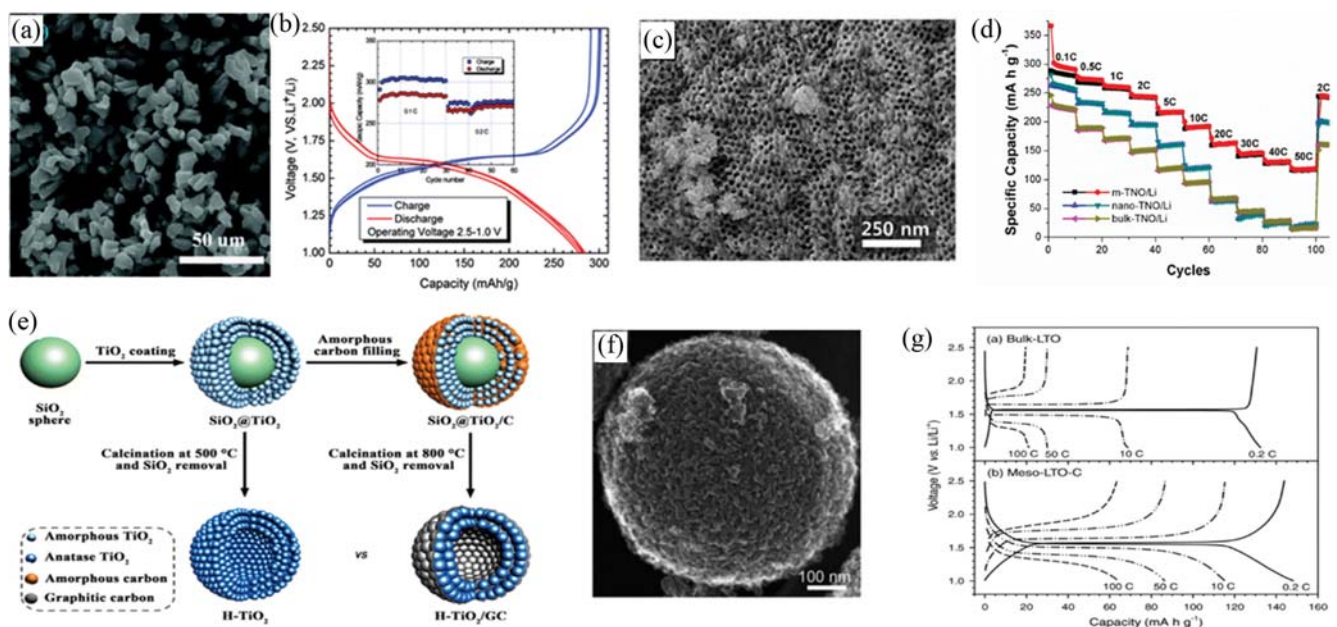 (a)
50 um
(b)
Voltage (V, VS.Li⁺/Li)
2.50
2.25
2.00
1.75
1.50
1.25
1.00
0 50 100 150 200 250 300
Capacity (mAh/g)
Charge
Discharge
0.1 C
0.2 C
0 10 20 30 40 50 60
Cycle number
Charge
Discharge
Operating Voltage 2.5-1.0 V
(c)
250 nm
(d)
Specific Capacity (mA h g⁻¹)
400
350
300
250
200
150
100
50
0
0.1C 0.5C 1C 2C 5C 10C 20C 30C 40C 50C 2C
m-TNO/Li
nano-TNO/Li
bulk-TNO/Li
0 20 40 60 80 100
Cycles
(e)
TiO₂
coating
Amorphous
carbon filling
SiO₂
sphere
SiO₂@TiO₂
SiO₂@TiO₂/C
Calcination at 500 °C
and SiO₂ removal
Calcination at 800 °C
and SiO₂ removal
Amorphous TiO₂
Anatase TiO₂
Amorphous carbon
Graphitic carbon
vs
H-TiO₂
H-TiO₂/GC
(f)
100 nm
(g)
Voltage (V vs. Li/Li⁺)
(a) Bulk-LTO
2.5
2.0
1.5
1.0
100 C 50 C 10 C 0.2 C
(b) Meso-LTO-C
2.5
2.0
1.5
1.0
100 C 50 C 10 C 0.2 C
0 20 40 60 80 100 120 140 160
Capacity (mA h g⁻¹)